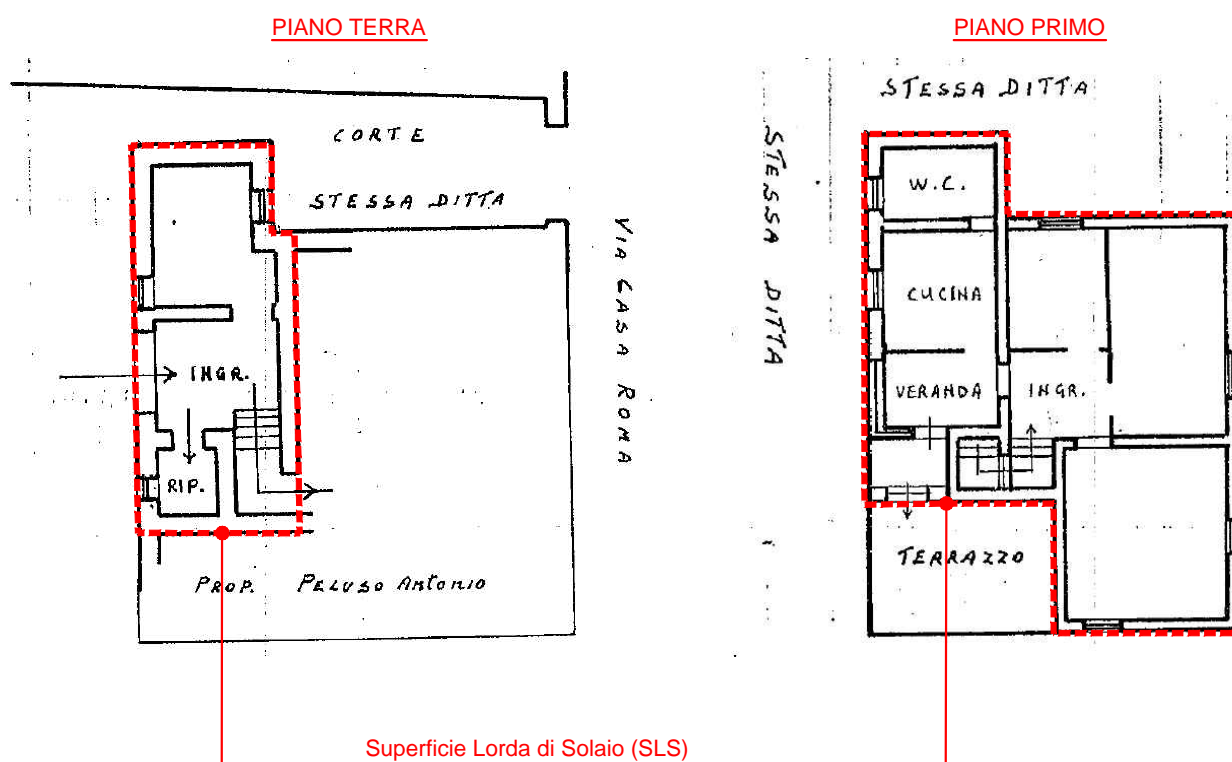 PIANO TERRA
CORTE
STESSA DITTA
INGR.
RIP.
PROP. PELUSO ANTONIO
VIA CASA ROMA
PIANO PRIMO
STESSA DITTA
STESSA DITTA
W.C.
CUCINA
VERANDA
INGR.
TERRAZZO
Superficie Lorda di Solaio (SLS)